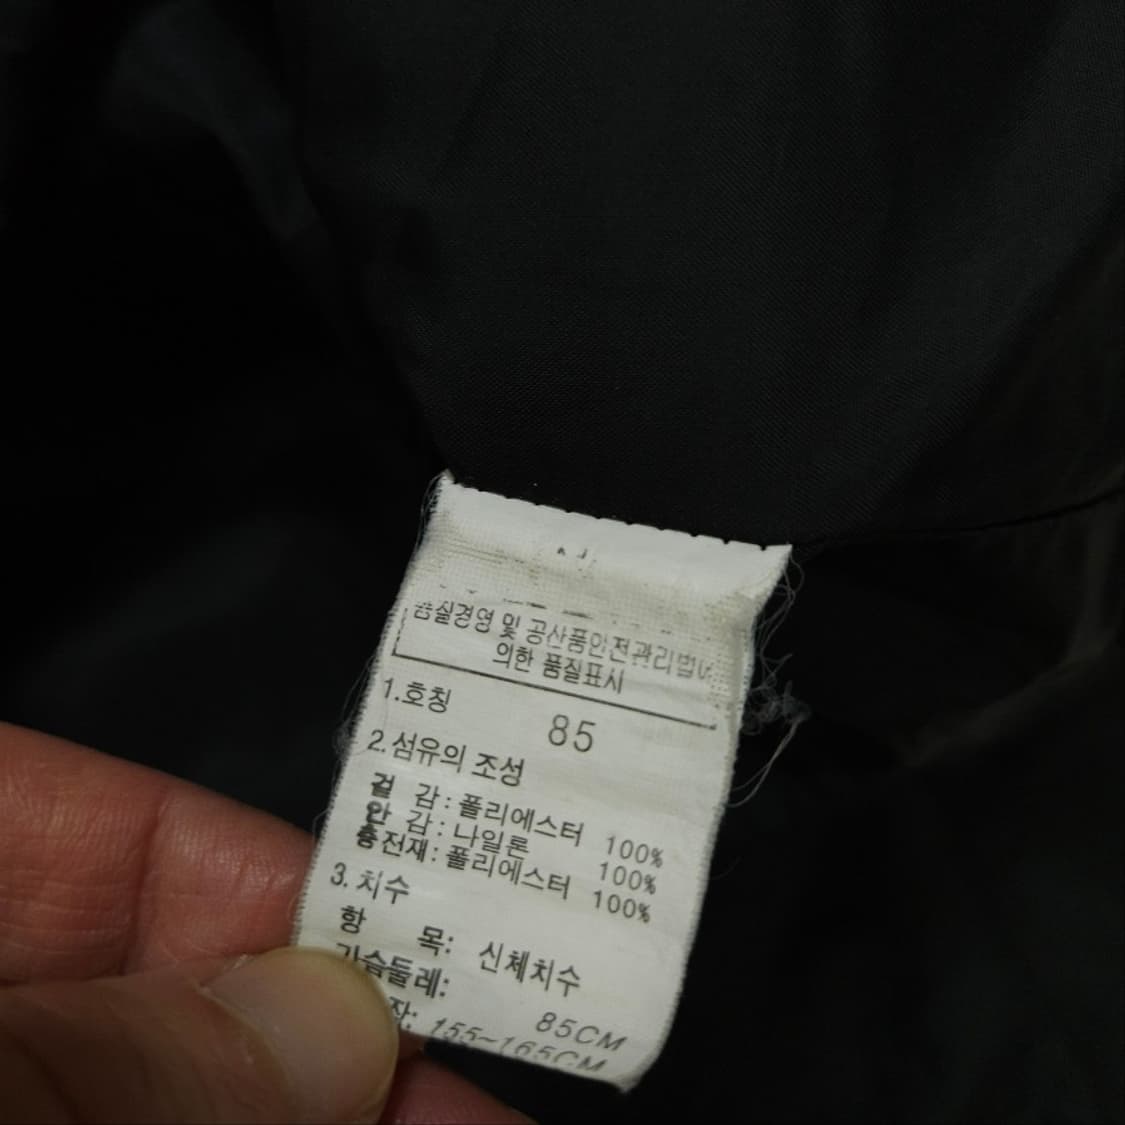 품질경영 및 공산품안전관리법에
의한 품질표시
1.호칭 85
2.섬유의 조성
겉 감 : 폴리에스터 100%
안 감 : 나일론 100%
충전재 : 폴리에스터 100%
3.치수
항 목: 신체치수
가슴둘레: 85CM
155~165CM